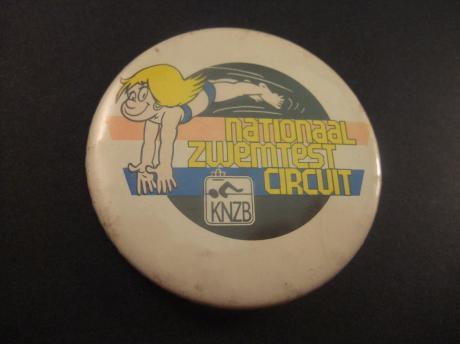 nationaal
zwemtest
CIRCUIT
KNZB